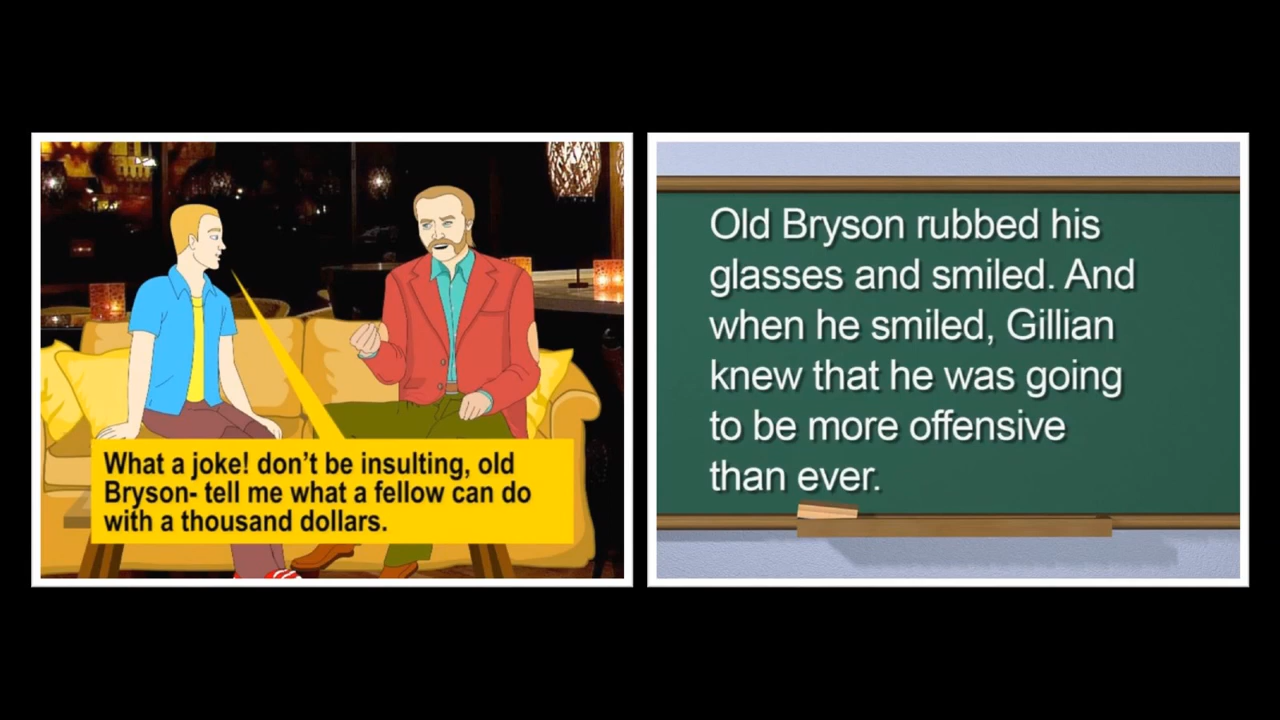 What a joke! don't be insulting, old
Bryson- tell me what a fellow can do
with a thousand dollars.
Old Bryson rubbed his
glasses and smiled. And
when he smiled, Gillian
knew that he was going
to be more offensive
than ever.